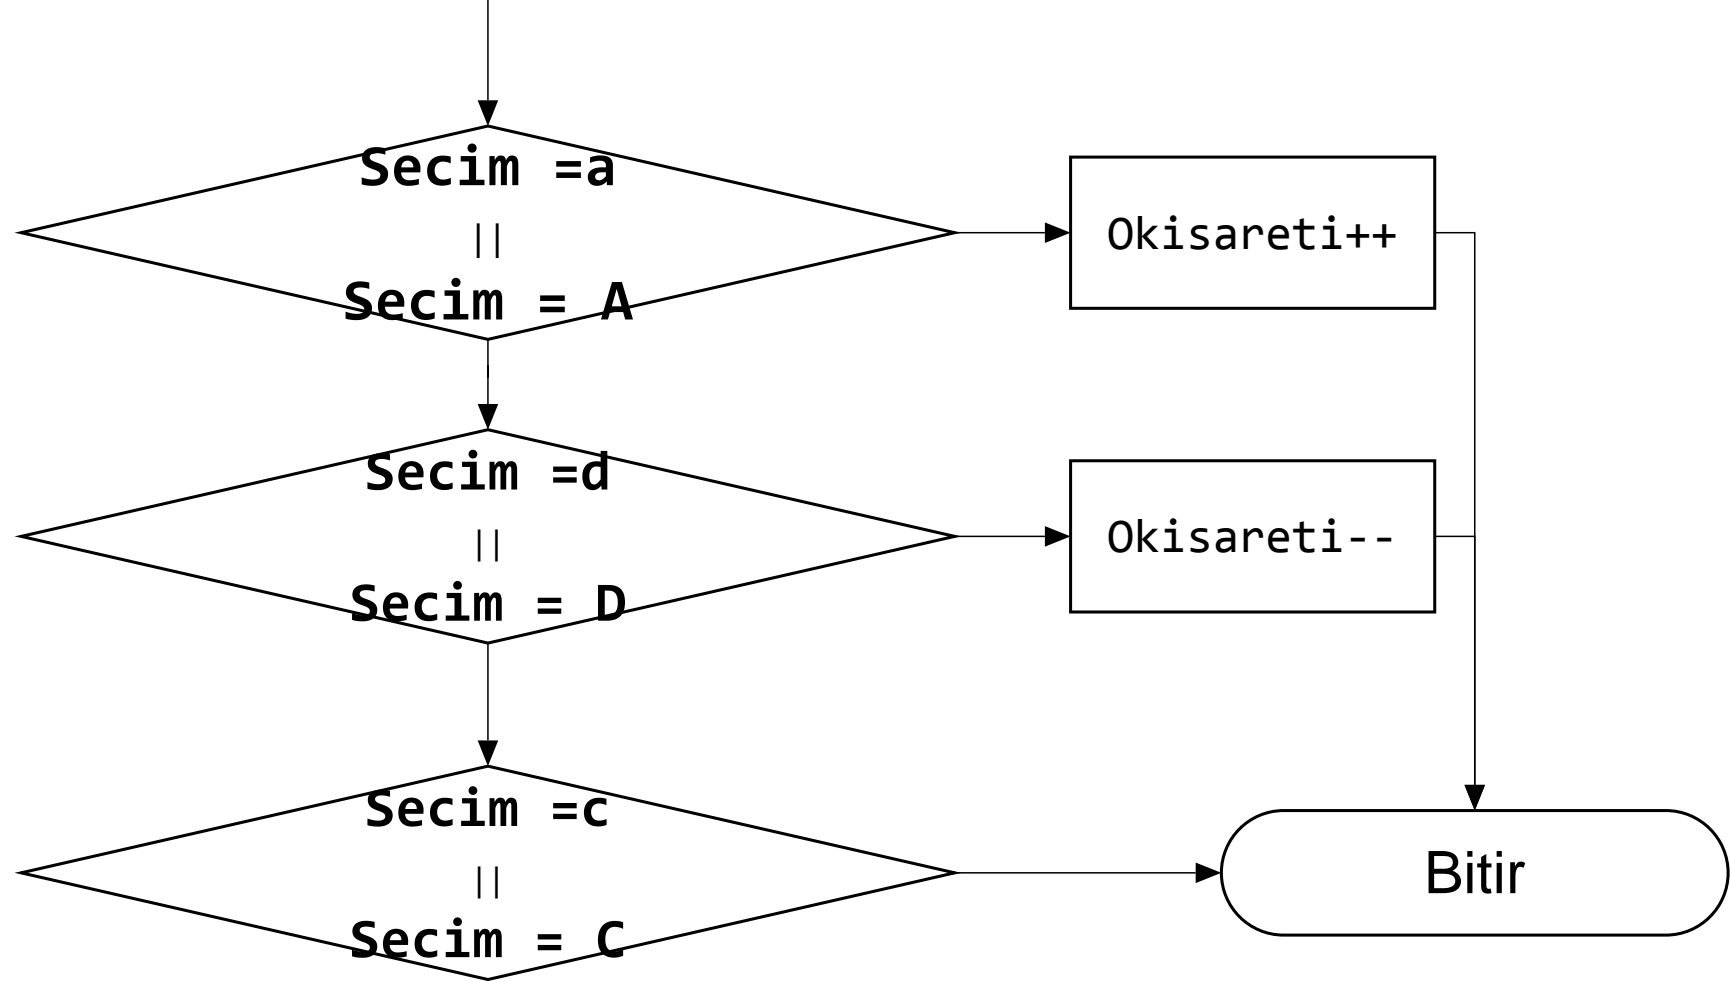 Secim =a
||
Secim = A
Okisareti++
Secim =d
||
Secim = D
Okisareti--
Secim =c
||
Secim = C
Bitir